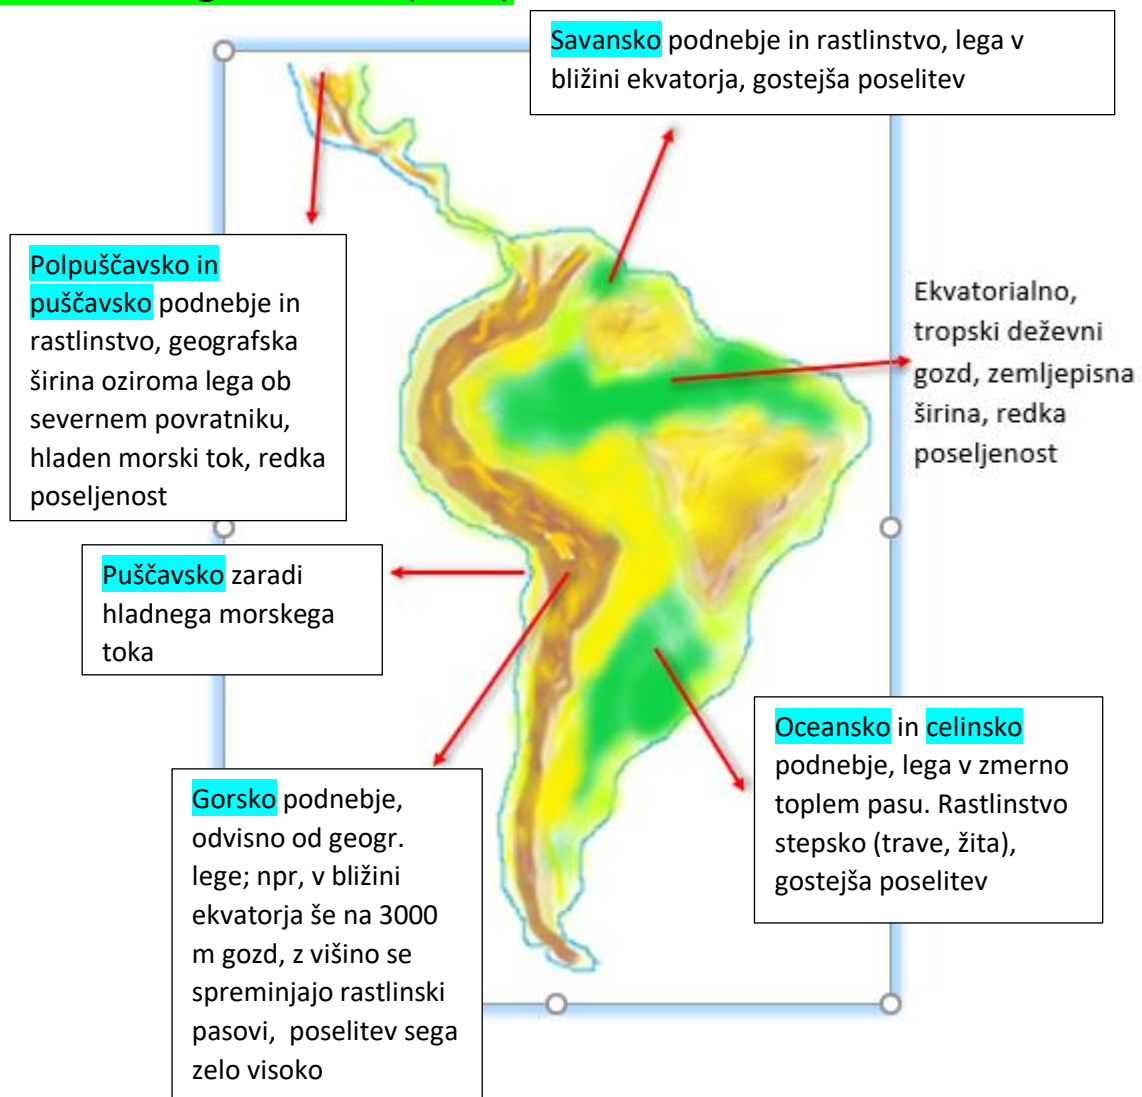 Savansko podnebje in rastlinstvo, lega v
bližini ekvatorja, gostejša poselitev
Polpuščavsko in
puščavsko podnebje in
rastlinstvo, geografska
širina oziroma lega ob
severnem povratniku,
hladen morski tok, redka
poseljenost
Ekvatorialno,
tropski deževni
gozd, zemljepisna
širina, redka
poseljenost
Puščavsko zaradi
hladnega morskega
toka
Oceansko in celinsko
podnebje, lega v zmerno
toplem pasu. Rastlinstvo
stepsko (trave, žita),
gostejša poselitev
Gorsko podnebje,
odvisno od geogr.
lege; npr, v bližini
ekvatorja še na 3000
m gozd, z višino se
spreminjajo rastlinski
pasovi, poselitev sega
zelo visoko